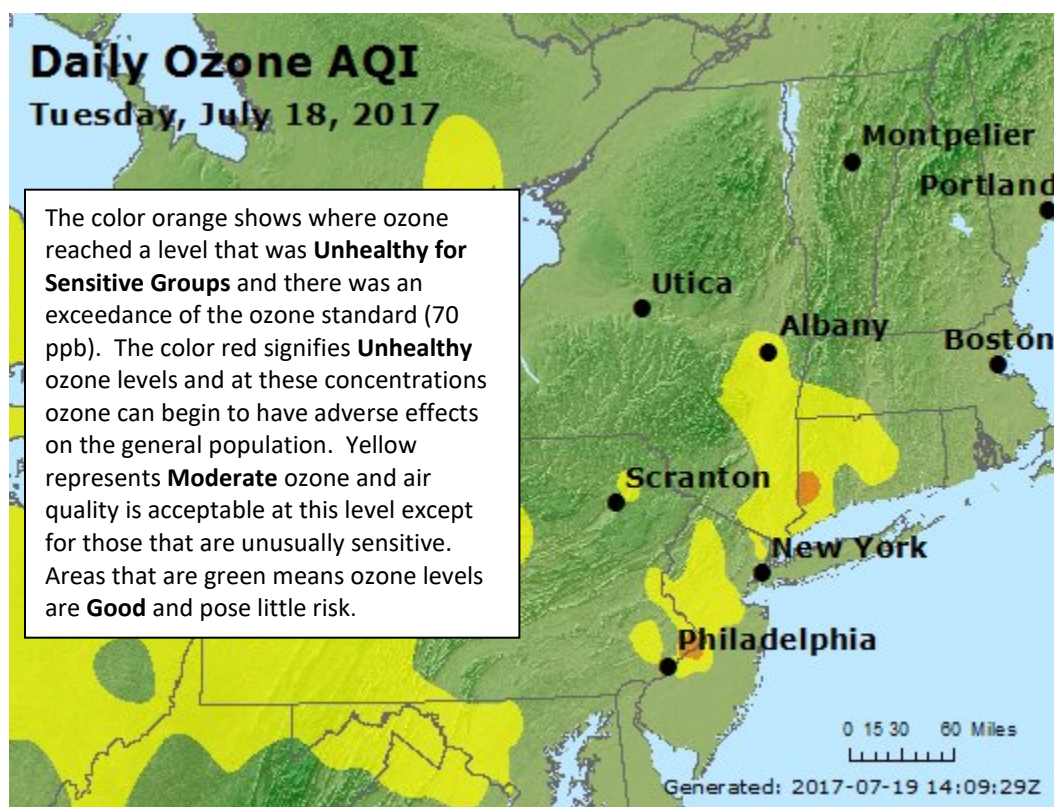 Daily Ozone AQI
Tuesday, July 18, 2017
The color orange shows where ozone
reached a level that was Unhealthy for
Sensitive Groups and there was an
exceedance of the ozone standard (70
ppb).  The color red signifies Unhealthy
ozone levels and at these concentrations
ozone can begin to have adverse effects
on the general population.  Yellow
represents Moderate ozone and air
quality is acceptable at this level except
for those that are unusually sensitive.
Areas that are green means ozone levels
are Good and pose little risk.
Montpelier
Portland
Utica
Albany
Boston
Scranton
New York
Philadelphia
0 15 30 60 Miles
Generated: 2017-07-19 14:09:29Z